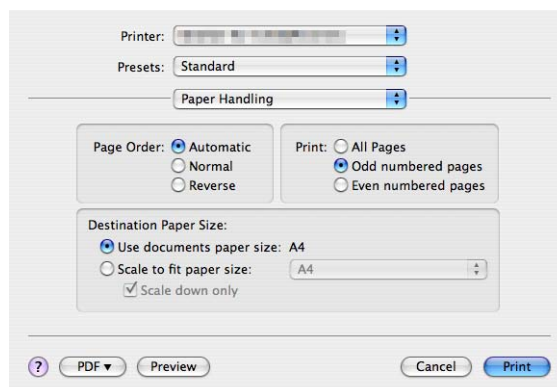 Printer:
Presets: Standard
Paper Handling
Page Order: Automatic
Normal
Reverse
Print: All Pages
Odd numbered pages
Even numbered pages
Destination Paper Size:
Use documents paper size: A4
Scale to fit paper size: A4
Scale down only
? PDF▼ Preview Cancel Print